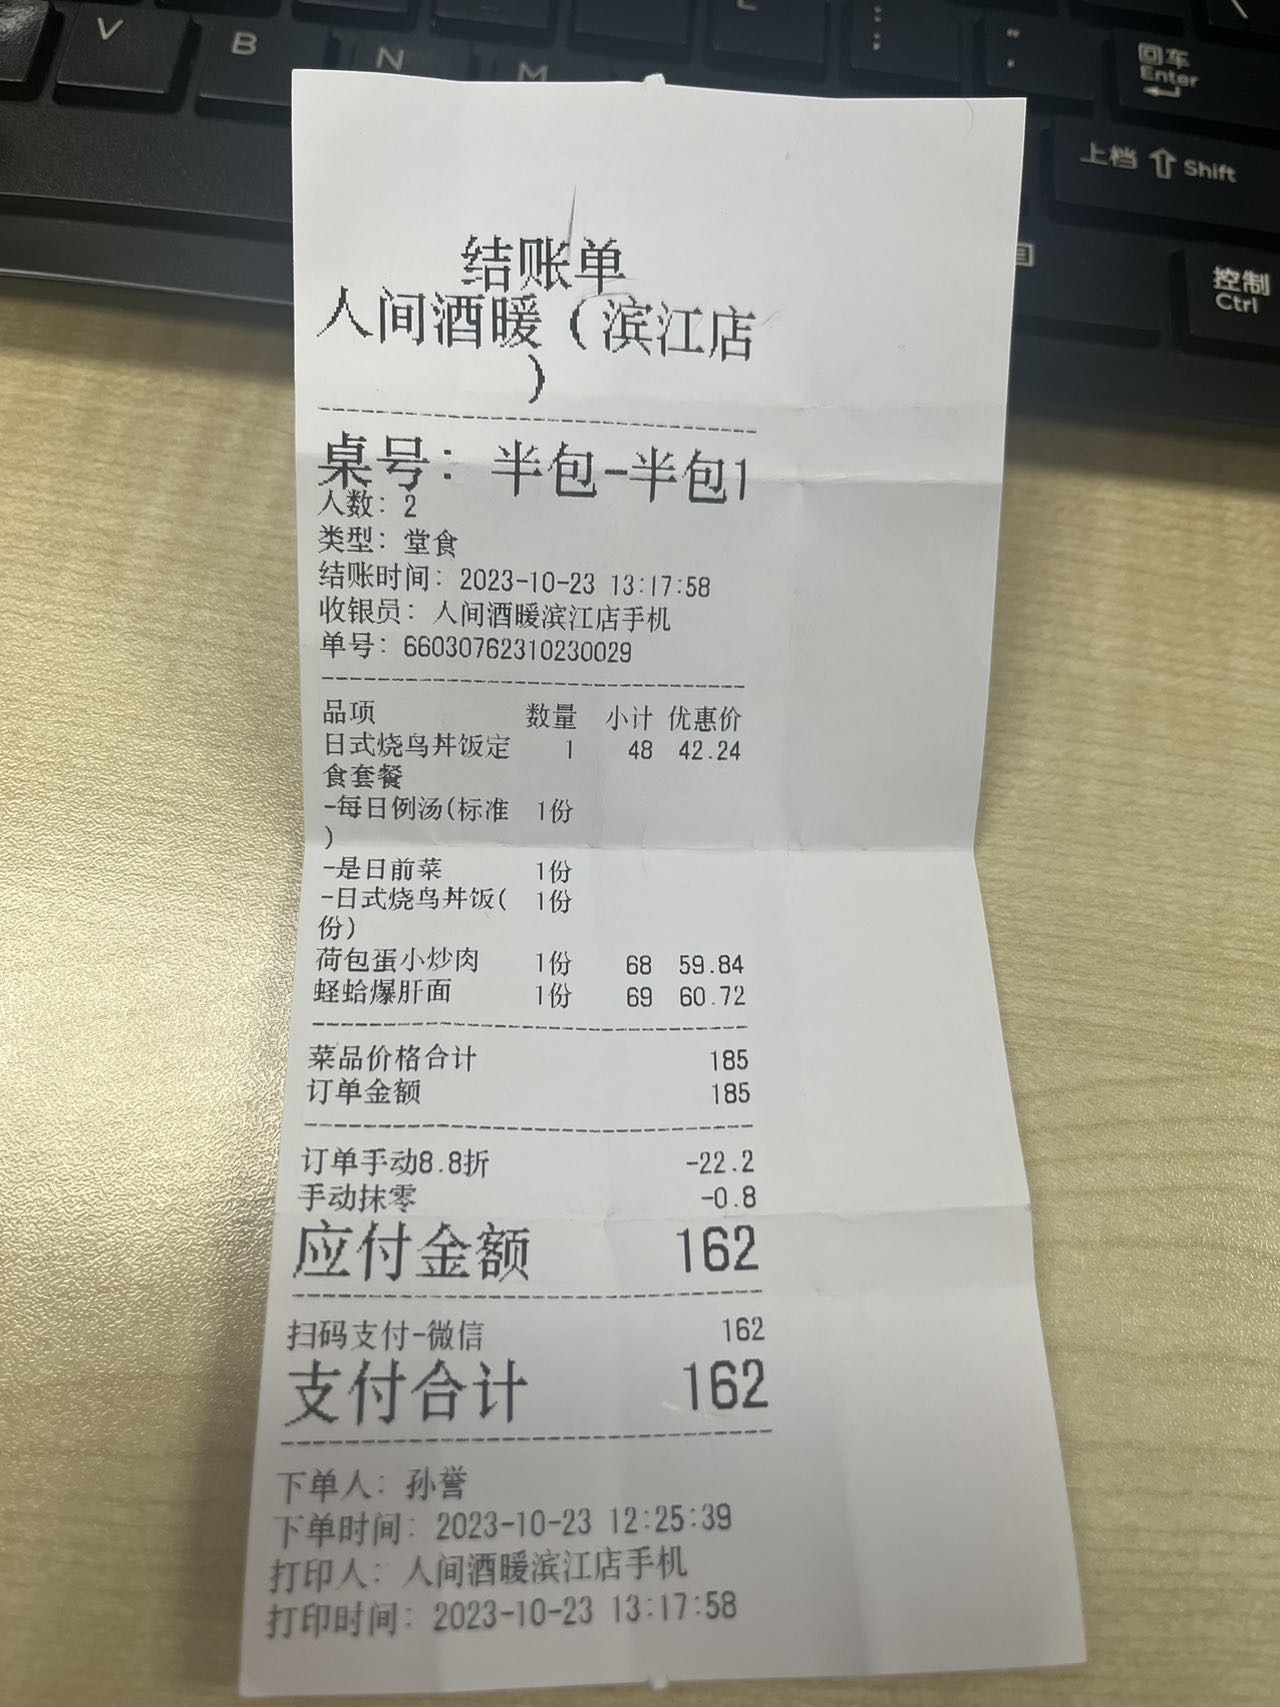 V
B
N
M
回车
Enter
上档 Shift
控制
Ctrl
结账单
人间酒暖（滨江店
）
桌号: 半包-半包1
人数: 2
类型: 堂食
结账时间: 2023-10-23 13:17:58
收银员: 人间酒暖滨江店手机
单号: 66030762310230029
品项 数量 小计 优惠价
日式烧鸟丼饭定 1 48 42.24
食套餐
-每日例汤(标准 1份
)
-是日前菜 1份
-日式烧鸟丼饭( 1份
份)
荷包蛋小炒肉 1份 68 59.84
蛏蛤爆肝面 1份 69 60.72
菜品价格合计 185
订单金额 185
订单手动8.8折 -22.2
手动抹零 -0.8
应付金额 162
扫码支付-微信 162
支付合计 162
下单人: 孙誉
下单时间: 2023-10-23 12:25:39
打印人: 人间酒暖滨江店手机
打印时间: 2023-10-23 13:17:58